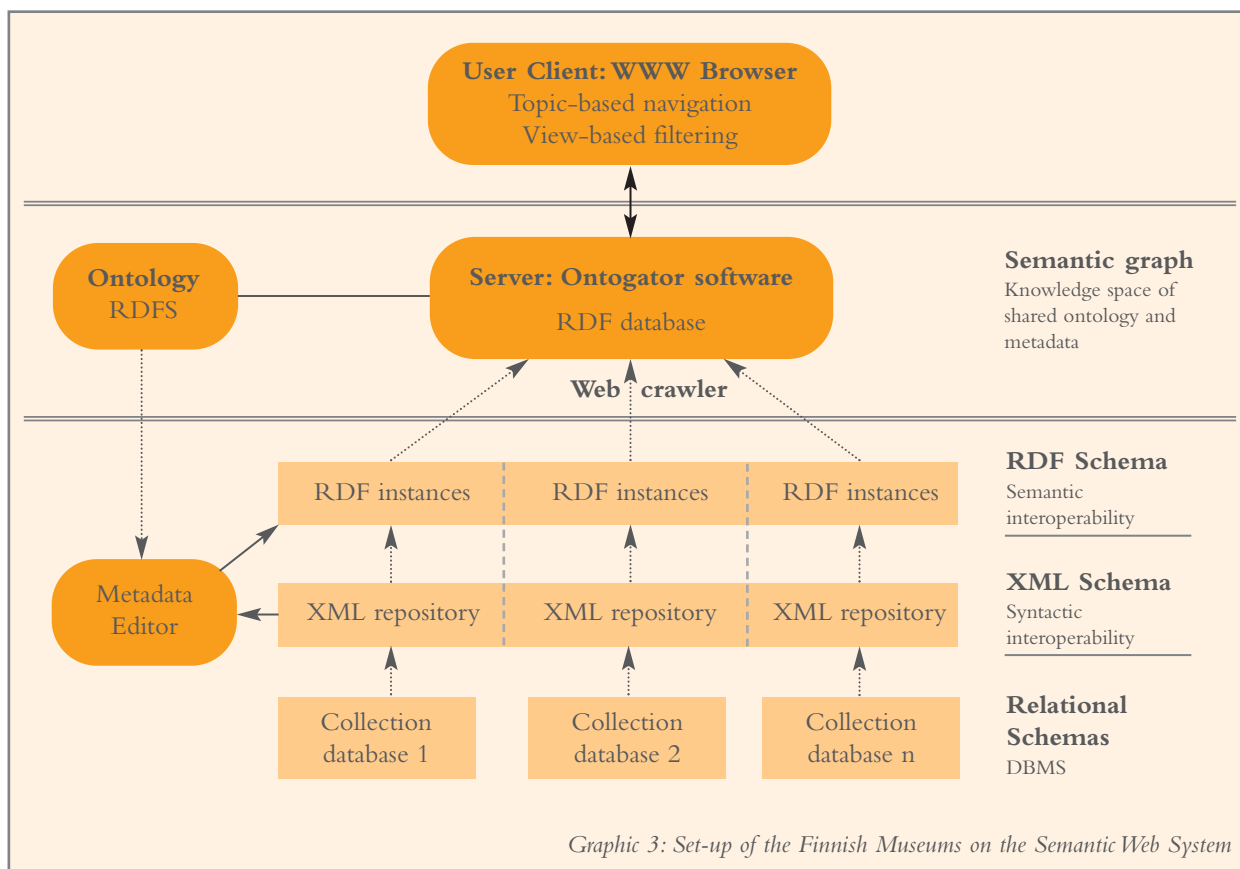 User Client: WWW Browser
Topic-based navigation
View-based filtering
Ontology
RDFS
Server: Ontogator software
RDF database
Semantic graph
Knowledge space of
shared ontology and
metadata
Web crawler
RDF instances
RDF instances
RDF instances
RDF Schema
Semantic
interoperability
Metadata
Editor
XML repository
XML repository
XML repository
XML Schema
Syntactic
interoperability
Collection
database 1
Collection
database 2
Collection
database n
Relational
Schemas
DBMS
Graphic 3: Set-up of the Finnish Museums on the Semantic Web System